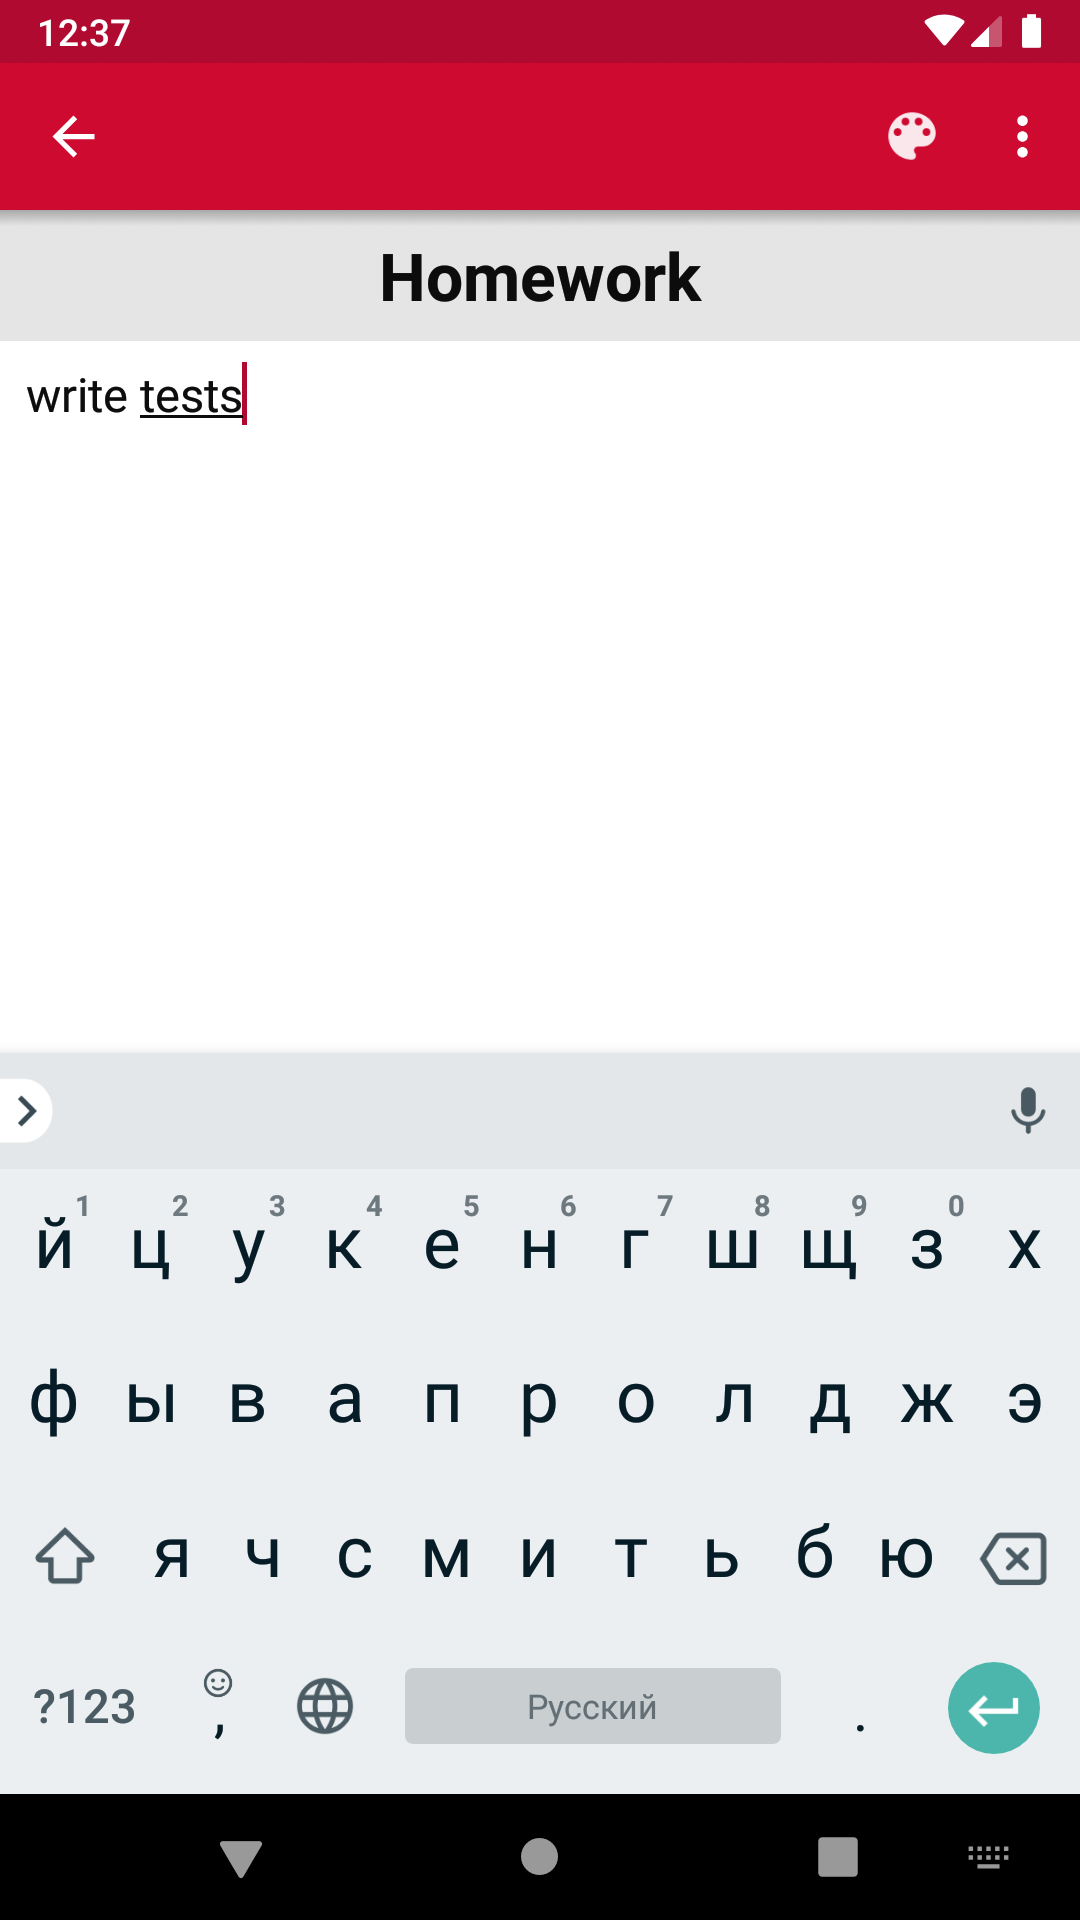 12:37
Homework
write tests
1 2 3 4 5 6 7 8 9 0
й ц у к е н г ш щ з х
ф ы в а п р о л д ж э
я ч с м и т ь б ю
?123 , Русский .